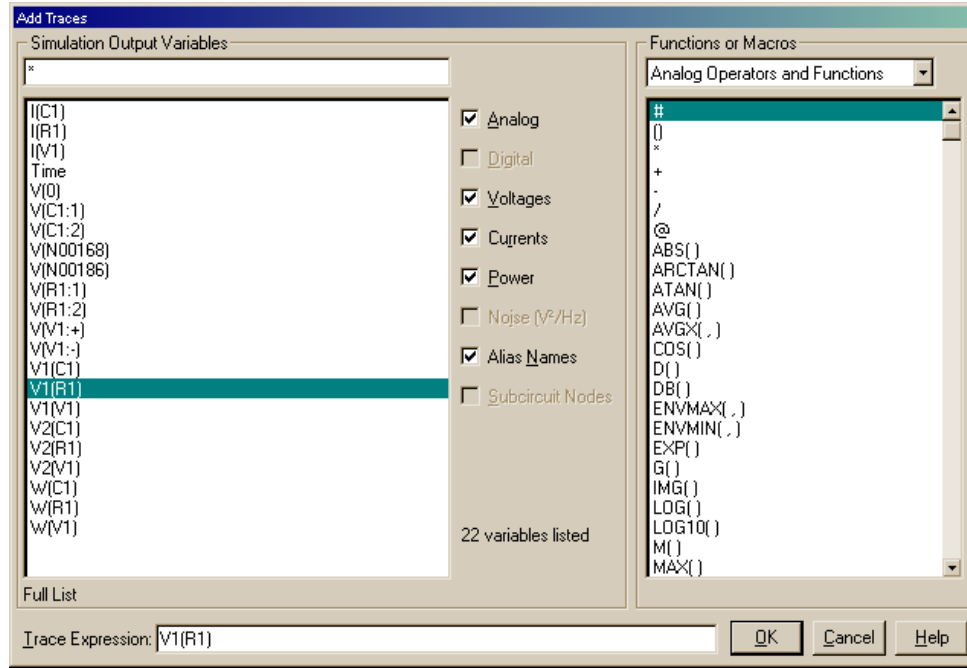 Add Traces
Simulation Output Variables
*
I(C1)
I(R1)
I(V1)
Time
V(0)
V(C1:1)
V(C1:2)
V(N00168)
V(N00186)
V(R1:1)
V(R1:2)
V(V1:+)
V(V1:-)
V1(C1)
V1(R1)
V1(V1)
V2(C1)
V2(R1)
V2(V1)
W(C1)
W(R1)
W(V1)
Full List
Analog
Digital
Voltages
Currents
Power
Noise (V²/Hz)
Alias Names
Subcircuit Nodes
22 variables listed
Functions or Macros
Analog Operators and Functions
#
()
*
+
-
/
@
ABS( )
ARCTAN( )
ATAN( )
AVG( )
AVGX( , )
COS( )
D( )
DB( )
ENVMAX( , )
ENVMIN( , )
EXP( )
G( )
IMG( )
LOG( )
LOG10( )
M( )
MAX( )
Trace Expression: V1(R1)
OK
Cancel
Help